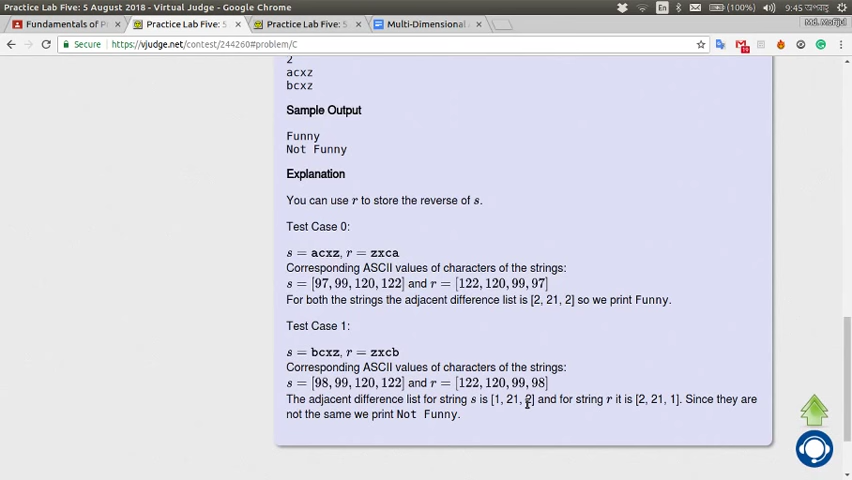 Practice Lab Five: 5 August 2018 - Virtual Judge - Google Chrome
En
(100%)
9:45 অপরাহ্ণ
Fundamentals of P
Practice Lab Five: 5
Practice Lab Five: 5
Multi-Dimensional
Secure
https://vjudge.net/contest/244260#problem/C
2
acxz
bcxz
Sample Output
Funny
Not Funny
Explanation
You can use r to store the reverse of s.
Test Case 0:
s = acxz, r = zxca
Corresponding ASCII values of characters of the strings:
s = [97, 99, 120, 122] and r = [122, 120, 99, 97]
For both the strings the adjacent difference list is [2, 21, 2] so we print Funny.
Test Case 1:
s = bcxz, r = zxcb
Corresponding ASCII values of characters of the strings:
s = [98, 99, 120, 122] and r = [122, 120, 99, 98]
The adjacent difference list for string s is [1, 21, 2] and for string r it is [2, 21, 1]. Since they are
not the same we print Not Funny.